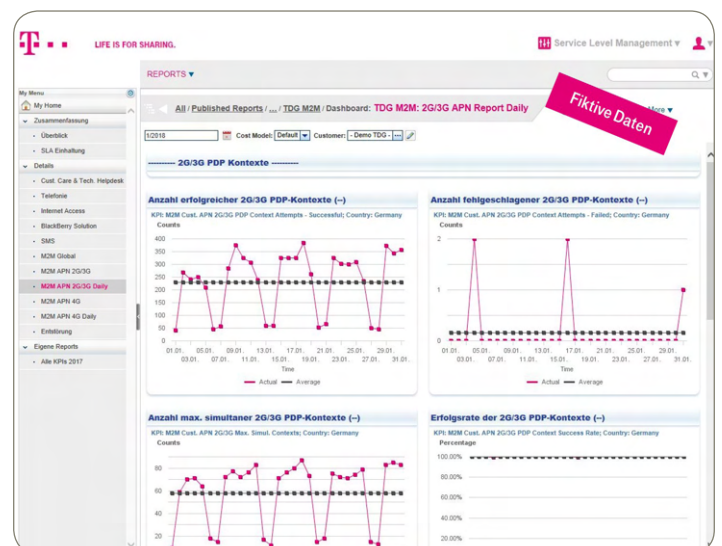 T
LIFE IS FOR SHARING.
Service Level Management
REPORTS
My Menu
My Home
Zusammenfassung
Überblick
SLA Einhaltung
Details
Cust. Care & Tech. Helpdesk
Telefonie
Internet Access
BlackBerry Solution
SMS
M2M Global
M2M APN 2G/3G
M2M APN 2G/3G Daily
M2M APN 4G
M2M APN 4G Daily
Entstörung
Eigene Reports
Alle KPIs 2017
All / Published Reports / ... / TDG M2M / Dashboard: TDG M2M: 2G/3G APN Report Daily
More
Fiktive Daten
1/2018 Cost Model: Default Customer: - Demo TDG - ...
---------- 2G/3G PDP Kontexte ----------
Anzahl erfolgreicher 2G/3G PDP-Kontexte (--)
KPI: M2M Cust. APN 2G/3G PDP Context Attempts - Successful; Country: Germany
Counts
400
350
300
250
200
150
100
50
0
01.01. 05.01. 09.01. 13.01. 17.01. 21.01. 25.01. 29.01.
03.01. 07.01. 11.01. 15.01. 19.01. 23.01. 27.01. 31.01.
Time
Actual Average
Anzahl fehlgeschlagener 2G/3G PDP-Kontexte (--)
KPI: M2M Cust. APN 2G/3G PDP Context Attempts - Failed; Country: Germany
Counts
2
1
0
01.01. 05.01. 09.01. 13.01. 17.01. 21.01. 25.01. 29.01.
03.01. 07.01. 11.01. 15.01. 19.01. 23.01. 27.01. 31.01.
Time
Actual Average
Anzahl max. simultaner 2G/3G PDP-Kontexte (--)
KPI: M2M Cust. APN 2G/3G Max. Simul. Contexts; Country: Germany
Counts
80
60
40
20
Erfolgsrate der 2G/3G PDP-Kontexte (--)
KPI: M2M Cust. APN 2G/3G PDP Context Success Rate; Country: Germany
Percentage
100.00%
80.00%
60.00%
40.00%
20.00%